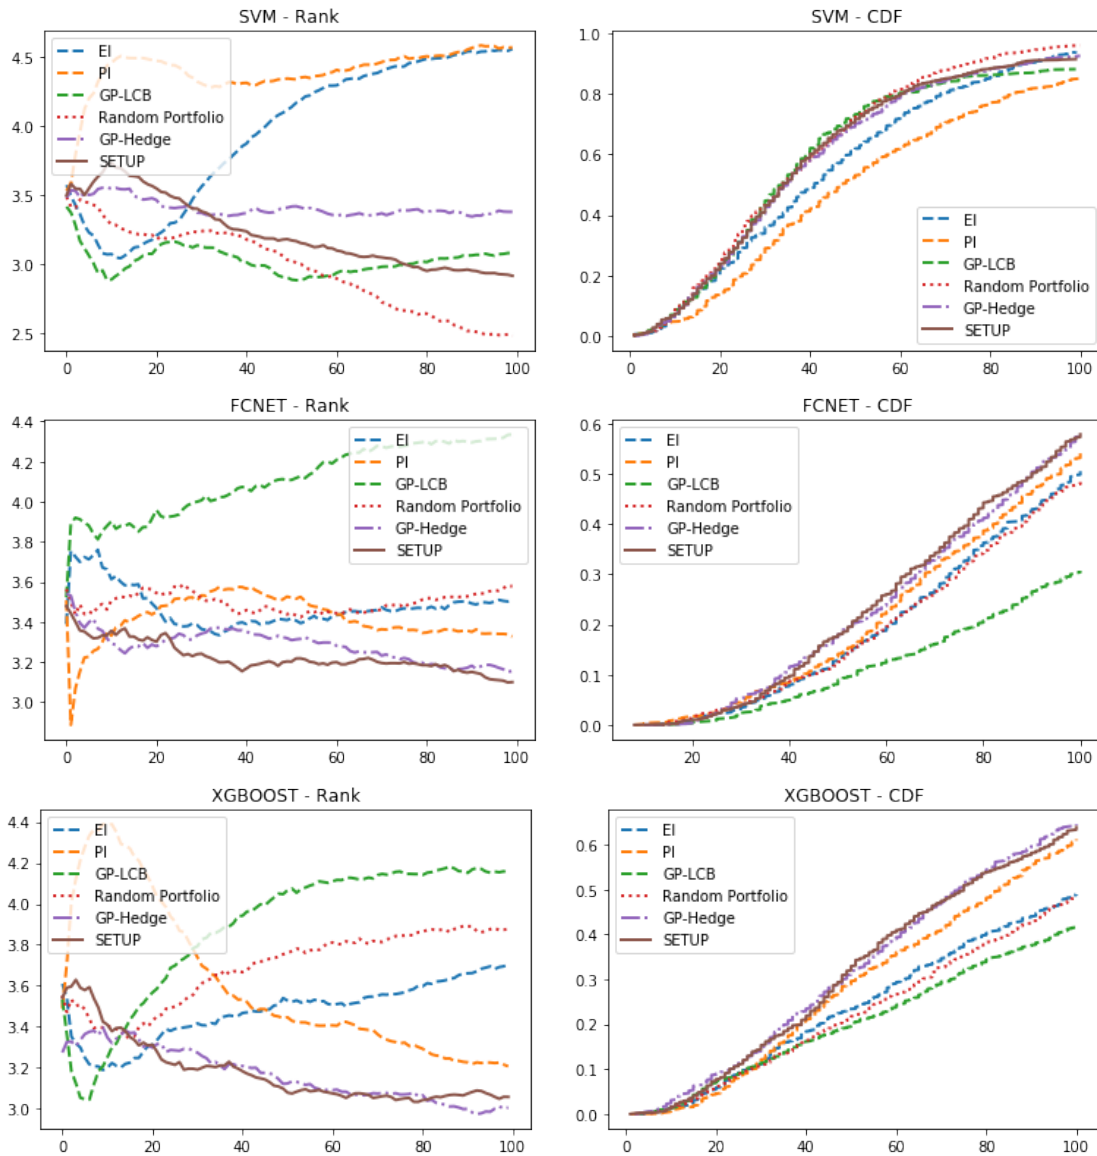 SVM - Rank
4.5
4.0
3.5
3.0
2.5
EI
PI
GP-LCB
Random Portfolio
GP-Hedge
SETUP
0 20 40 60 80 100
SVM - CDF
1.0
0.8
0.6
0.4
0.2
0.0
EI
PI
GP-LCB
Random Portfolio
GP-Hedge
SETUP
0 20 40 60 80 100
FCNET - Rank
4.4
4.2
4.0
3.8
3.6
3.4
3.2
3.0
EI
PI
GP-LCB
Random Portfolio
GP-Hedge
SETUP
0 20 40 60 80 100
FCNET - CDF
0.6
0.5
0.4
0.3
0.2
0.1
0.0
EI
PI
GP-LCB
Random Portfolio
GP-Hedge
SETUP
20 40 60 80 100
XGBOOST - Rank
4.4
4.2
4.0
3.8
3.6
3.4
3.2
3.0
EI
PI
GP-LCB
Random Portfolio
GP-Hedge
SETUP
0 20 40 60 80 100
XGBOOST - CDF
0.6
0.5
0.4
0.3
0.2
0.1
0.0
EI
PI
GP-LCB
Random Portfolio
GP-Hedge
SETUP
0 20 40 60 80 100